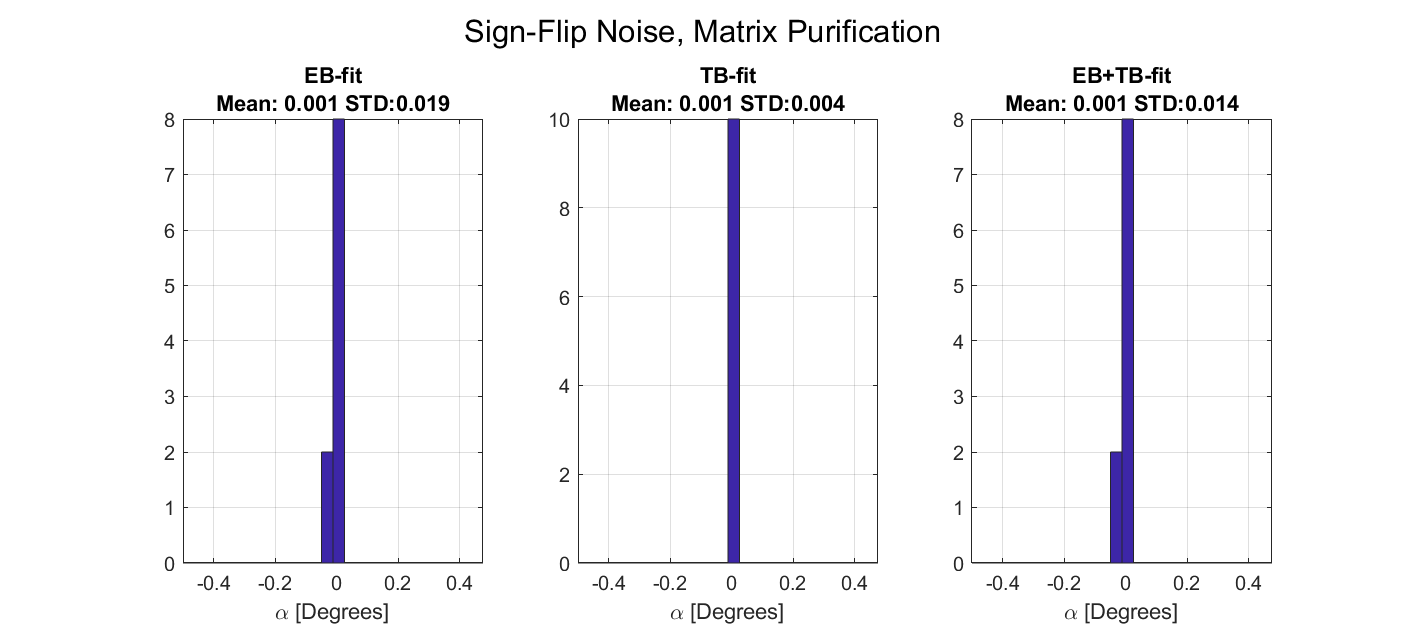 Sign-Flip Noise, Matrix Purification
EB-fit
Mean: 0.001 STD:0.019
8
7
6
5
4
3
2
1
0
-0.4 -0.2 0 0.2 0.4
α [Degrees]
TB-fit
Mean: 0.001 STD:0.004
10
8
6
4
2
0
-0.4 -0.2 0 0.2 0.4
α [Degrees]
EB+TB-fit
Mean: 0.001 STD:0.014
8
7
6
5
4
3
2
1
0
-0.4 -0.2 0 0.2 0.4
α [Degrees]